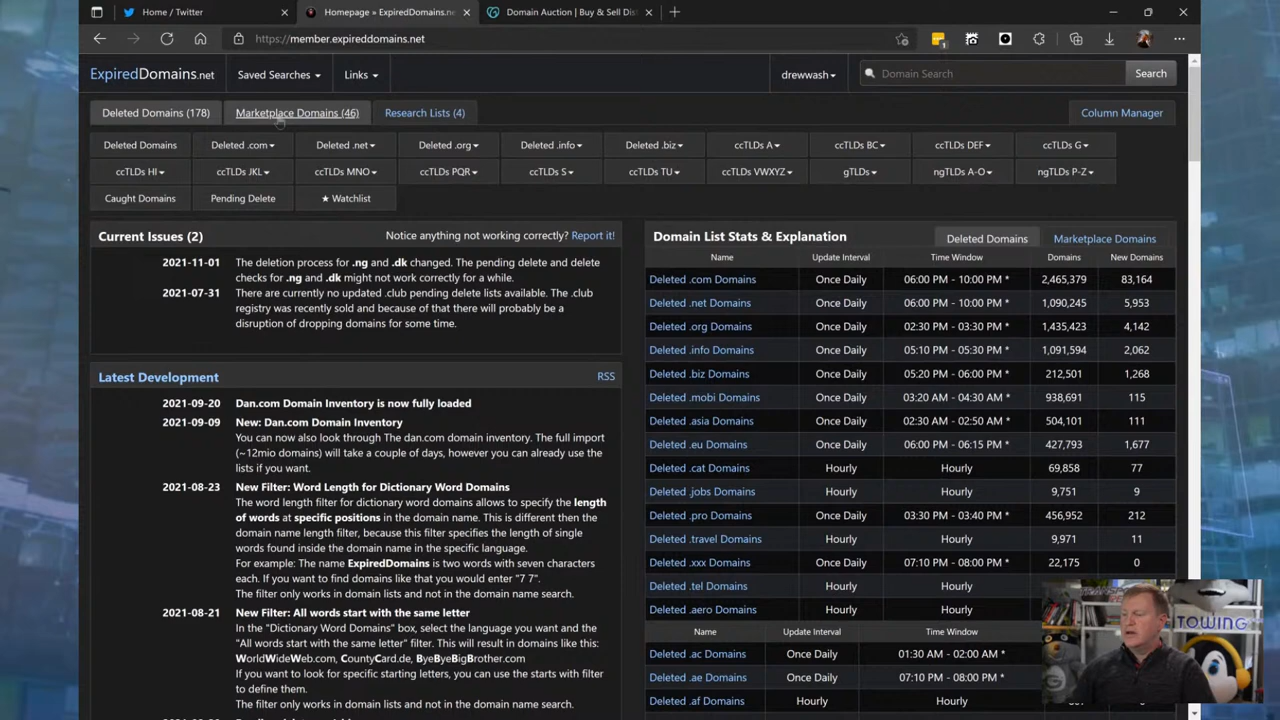 Home / Twitter
Homepage » ExpiredDomains.ne
Domain Auction | Buy & Sell Dis
https://member.expireddomains.net
1
ExpiredDomains.net
Saved Searches
Links
drewwash
Domain Search
Search
Deleted Domains (178)
Marketplace Domains (46)
Research Lists (4)
Column Manager
Deleted Domains
Deleted .com
Deleted .net
Deleted .org
Deleted .info
Deleted .biz
ccTLDs A
ccTLDs BC
ccTLDs DEF
ccTLDs G
ccTLDs HI
ccTLDs JKL
ccTLDs MNO
ccTLDs PQR
ccTLDs S
ccTLDs TU
ccTLDs VWXYZ
gTLDs
ngTLDs A-O
ngTLDs P-Z
Caught Domains
Pending Delete
★ Watchlist
Current Issues (2)
Notice anything not working correctly? Report it!
2021-11-01
The deletion process for .ng and .dk changed. The pending delete and delete
checks for .ng and .dk might not work correctly for a while.
2021-07-31
There are currently no updated .club pending delete lists available. The .club
registry was recently sold and because of that there will probably be a
disruption of dropping domains for some time.
Latest Development
RSS
2021-09-20
Dan.com Domain Inventory is now fully loaded
2021-09-09
New: Dan.com Domain Inventory
You can now also look through The dan.com domain inventory. The full import
(~12mio domains) will take a couple of days, however you can already use the
lists if you want.
2021-08-23
New Filter: Word Length for Dictionary Word Domains
The word length filter for dictionary word domains allows to specify the length
of words at specific positions in the domain name. This is different then the
domain name length filter, because this filter specifies the length of single
words found inside the domain name in the specific language.
For example: The name ExpiredDomains is two words with seven characters
each. If you want to find domains like that you would enter "7 7".
The filter only works in domain lists and not in the domain name search.
2021-08-21
New Filter: All words start with the same letter
In the "Dictionary Word Domains" box, select the language you want and the
"All words start with the same letter" filter. This will result in domains like this:
WorldWideWeb.com, CountyCard.de, ByeByeBigBrother.com
If you want to look for specific starting letters, you can use the starts with filter
to define them.
The filter only works in domain lists and not in the domain name search.
Domain List Stats & Explanation
Deleted Domains
Marketplace Domains
Name Update Interval Time Window Domains New Domains
Deleted .com Domains Once Daily 06:00 PM - 10:00 PM * 2,465,379 83,164
Deleted .net Domains Once Daily 06:00 PM - 10:00 PM * 1,090,245 5,953
Deleted .org Domains Once Daily 02:30 PM - 03:30 PM * 1,435,423 4,142
Deleted .info Domains Once Daily 05:10 PM - 05:30 PM * 1,091,594 2,062
Deleted .biz Domains Once Daily 05:20 PM - 06:00 PM * 212,501 1,268
Deleted .mobi Domains Once Daily 03:20 AM - 04:30 AM * 938,691 115
Deleted .asia Domains Once Daily 02:30 AM - 02:50 AM * 504,101 111
Deleted .eu Domains Once Daily 06:00 PM - 06:15 PM * 427,793 1,677
Deleted .cat Domains Hourly Hourly 69,858 77
Deleted .jobs Domains Once Daily Hourly 9,751 9
Deleted .pro Domains Once Daily 03:30 PM - 03:40 PM * 456,952 212
Deleted .travel Domains Hourly Hourly 9,971 11
Deleted .xxx Domains Once Daily 07:10 PM - 08:00 PM * 22,175 0
Deleted .tel Domains Hourly Hourly
Deleted .aero Domains Hourly Hourly
Name Update Interval Time Window
Deleted .ac Domains Once Daily 01:30 AM - 02:00 AM *
Deleted .ae Domains Once Daily 07:10 PM - 08:00 PM *
Deleted .af Domains Hourly Hourly
TOWING